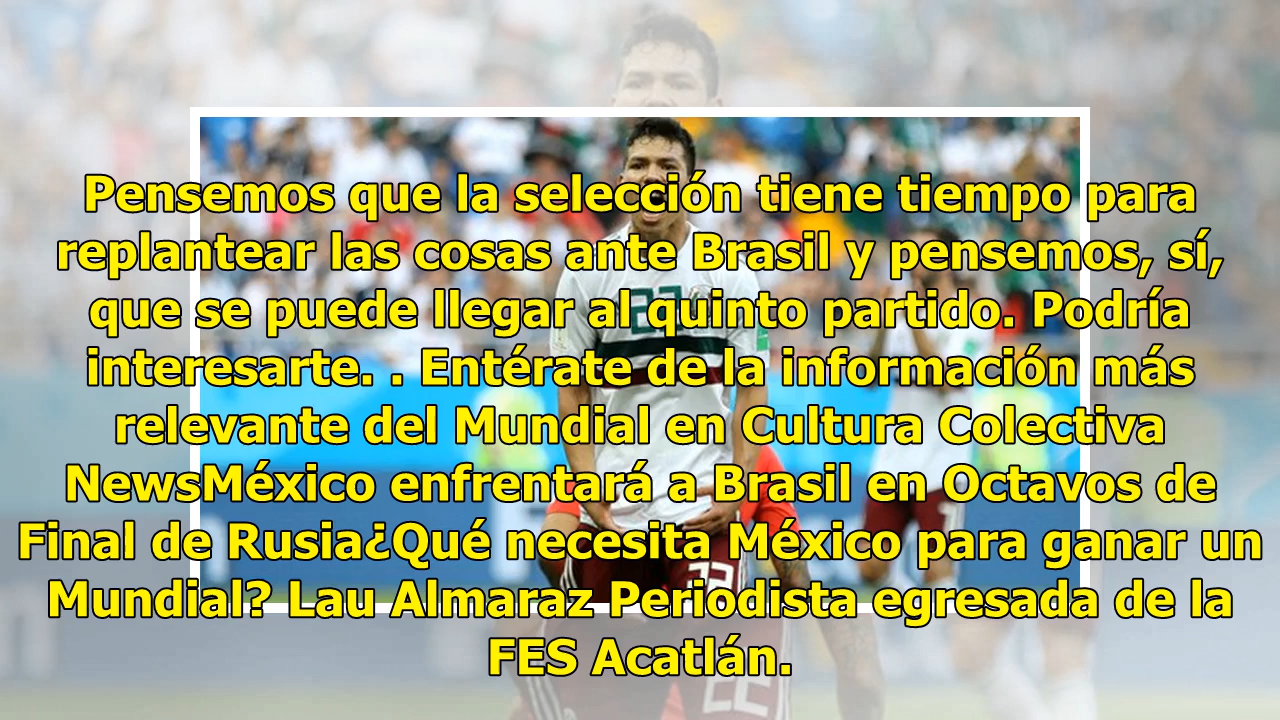 Pensemos que la selección tiene tiempo para
replantear las cosas ante Brasil y pensemos, sí,
que se puede llegar al quinto partido. Podría
interesarte. . Entérate de la información más
relevante del Mundial en Cultura Colectiva
NewsMéxico enfrentará a Brasil en Octavos de
Final de Rusia¿Qué necesita México para ganar un
Mundial? Lau Almaraz Periodista egresada de la
FES Acatlán.
22
22